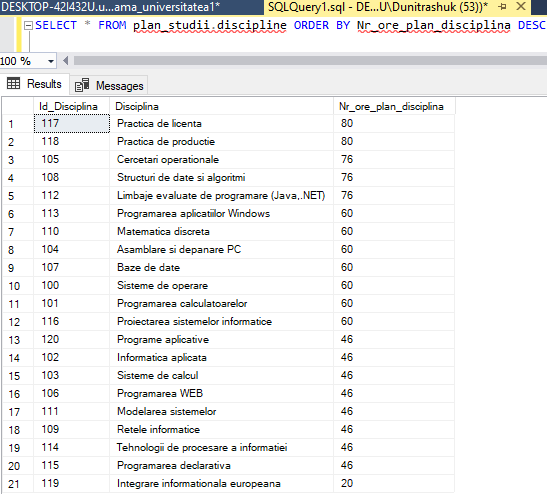 DESKTOP-42I432U.u...ama_universitatea1* SQLQuery1.sql - DE...U\Dunitrashuk (53))*
SELECT * FROM plan_studii.discipline ORDER BY Nr_ore_plan_disciplina DESC
100 %
Results Messages
Id_Disciplina Disciplina Nr_ore_plan_disciplina
1 117 Practica de licenta 80
2 118 Practica de productie 80
3 105 Cercetari operationale 76
4 108 Structuri de date si algoritmi 76
5 112 Limbaje evaluate de programare (Java,.NET) 76
6 113 Programarea aplicatiilor Windows 60
7 110 Matematica discreta 60
8 104 Asamblare si depanare PC 60
9 107 Baze de date 60
10 100 Sisteme de operare 60
11 101 Programarea calculatoarelor 60
12 116 Proiectarea sistemelor informatice 60
13 120 Programe aplicative 46
14 102 Informatica aplicata 46
15 103 Sisteme de calcul 46
16 106 Programarea WEB 46
17 111 Modelarea sistemelor 46
18 109 Retele informatice 46
19 114 Tehnologii de procesare a informatiei 46
20 115 Programarea declarativa 46
21 119 Integrare informationala europeana 20